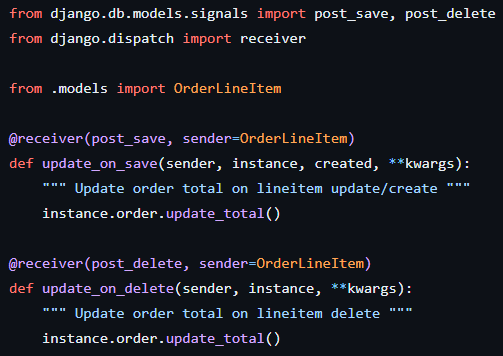 from django.db.models.signals import post_save, post_delete
from django.dispatch import receiver

from .models import OrderLineItem

@receiver(post_save, sender=OrderLineItem)
def update_on_save(sender, instance, created, **kwargs):
    """ Update order total on lineitem update/create """
    instance.order.update_total()

@receiver(post_delete, sender=OrderLineItem)
def update_on_delete(sender, instance, **kwargs):
    """ Update order total on lineitem delete """
    instance.order.update_total()